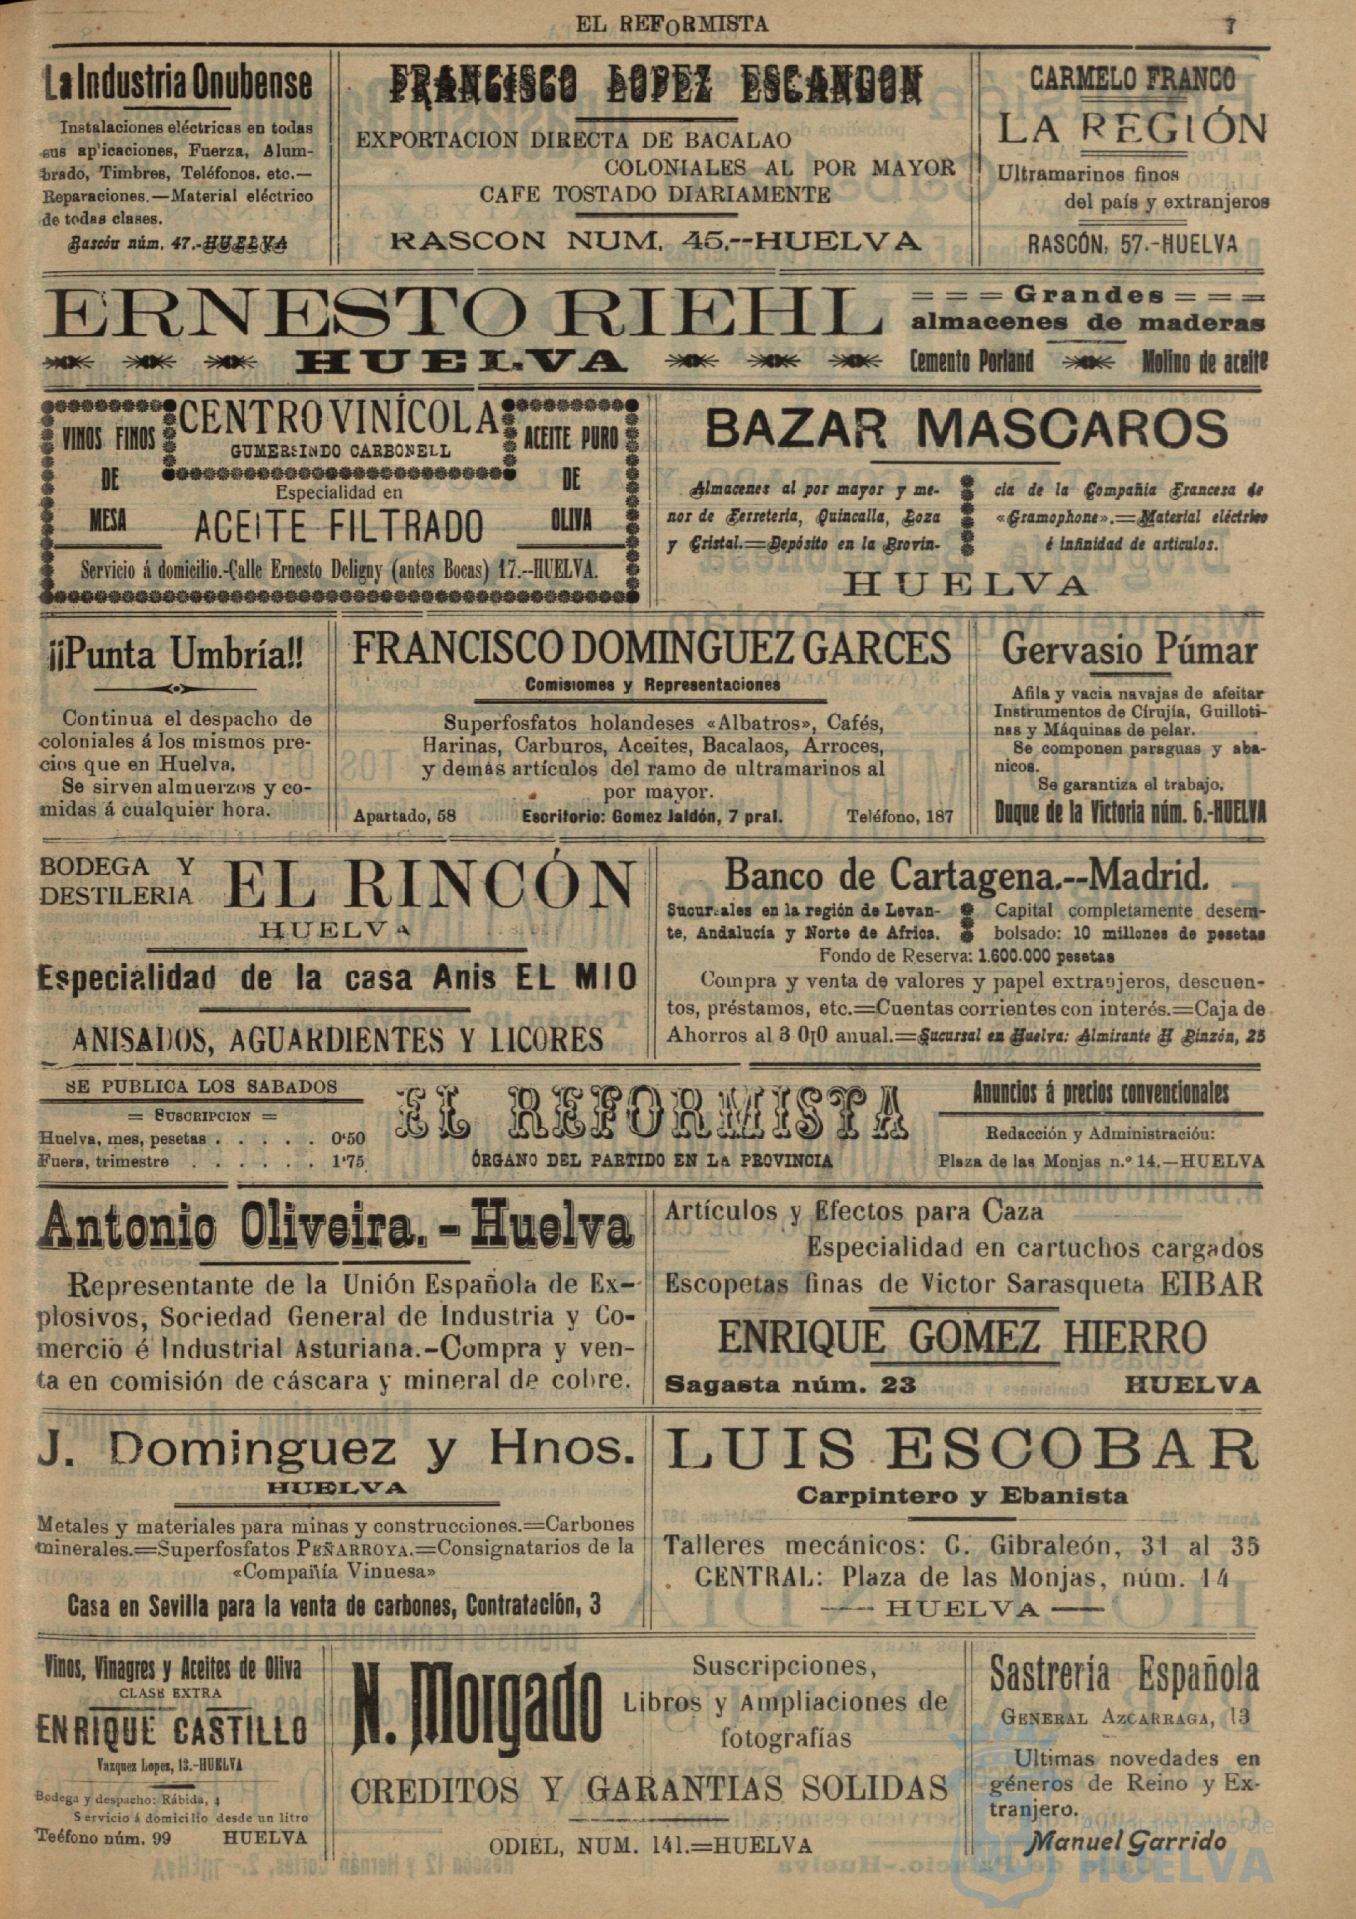 EL REFORMISTA
7
La Industria Onubense
Instalaciones eléctricas en todas
sus ap'icaciones, Fuerza, Alum-
brado, Timbres, Teléfonos. etc.—
Reparaciones.—Material eléctrico
de todas clases.
Rascón núm. 47.-HUELVA
FRANCISCO LOPEZ ESCANDON
EXPORTACION DIRECTA DE BACALAO
COLONIALES AL POR MAYOR
CAFE TOSTADO DIARIAMENTE
RASCON NUM. 45.--HUELVA
CARMELO FRANCO
LA REGIÓN
Ultramarinos finos
del país y extranjeros
RASCÓN, 57.-HUELVA
ERNESTO RIEHL
HUELVA
= = = Grandes = = =
almacenes de maderas
Cemento Porland
Molino de aceite
VINOS FINOS
DE
MESA
CENTRO VINÍCOLA
GUMERSINDO CARBONELL
ACEITE PURO
DE
OLIVA
Especialidad en
ACEITE FILTRADO
Servicio á domicilio.-Calle Ernesto Deligny (antes Bocas) 17.--HUELVA.
BAZAR MASCAROS
Almacenes al por mayor y me-
nor de Ferreteria, Quincalla, Loza
y Cristal.=Depósito en la Provin-
cia de la Compañia Francesa de
«Gramophone».=Material eléctrico
é infinidad de articulos.
HUELVA
¡¡Punta Umbría!!
Continua el despacho de
coloniales á los mismos pre-
cios que en Huelva.
Se sirven almuerzos y co-
midas á cualquier hora.
FRANCISCO DOMINGUEZ GARCES
Comisiomes y Representaciones
Superfosfatos holandeses «Albatros», Cafés,
Harinas, Carburos, Aceites, Bacalaos, Arroces,
y demás artículos del ramo de ultramarinos al
por mayor.
Apartado, 58
Escritorio: Gomez Jaldón, 7 pral.
Teléfono, 187
Gervasio Púmar
Afila y vacia navajas de afeitar
Instrumentos de Cirujía, Guilloti-
nas y Máquinas de pelar.
Se componen paraguas y aba-
nicos.
Se garantiza el trabajo.
Duque de la Victoria núm. 6.-HUELVA
BODEGA Y
DESTILERIA
EL RINCÓN
HUELVA
Especialidad de la casa Anis EL MIO
ANISADOS, AGUARDIENTES Y LICORES
Banco de Cartagena.--Madrid.
Sucursales en la región de Levan-
te, Andalucía y Norte de Africa.
Capital completamente desem-
bolsado: 10 millones de pesetas
Fondo de Reserva: 1.600.000 pesetas
Compra y venta de valores y papel extranjeros, descuen-
tos, préstamos, etc.=Cuentas corrientes con interés.=Caja de
Ahorros al 3 0¡0 anual.=Sucursal en Huelva: Almirante H Pinzón, 25
SE PUBLICA LOS SABADOS
= SUSCRIPCION =
Huelva, mes, pesetas . . . . . 0'50
Fuera, trimestre . . . . . . 1'75
EL REFORMISTA
ÓRGANO DEL PARTIDO EN LA PROVINCIA
Anuncios á precios convencionales
Redacción y Administración:
Plaza de las Monjas n.º 14.—HUELVA
Antonio Oliveira.-Huelva
Representante de la Unión Española de Ex-
plosivos, Sociedad General de Industria y Co-
mercio é Industrial Asturiana.-Compra y ven-
ta en comisión de cáscara y mineral de cobre.
Artículos y Efectos para Caza
Especialidad en cartuchos cargados
Escopetas finas de Victor Sarasqueta EIBAR
ENRIQUE GOMEZ HIERRO
Sagasta núm. 23
HUELVA
J. Dominguez y Hnos.
HUELVA
Metales y materiales para minas y construcciones.=Carbones
minerales.=Superfosfatos PEÑARROYA.=Consignatarios de la
«Compañía Vinuesa»
Casa en Sevilla para la venta de carbones, Contratación, 3
LUIS ESCOBAR
Carpintero y Ebanista
Talleres mecánicos: C. Gibraleón, 31 al 35
CENTRAL: Plaza de las Monjas, núm. 14
HUELVA
Vinos, Vinagres y Aceites de Oliva
CLASE EXTRA
ENRIQUE CASTILLO
Vazquez Lopez, 13.-HUELVA
Bodega y despacho: Rábida, 4
Servicio á domicilio desde un litro
Teéfono núm. 99
HUELVA
N. Morgado
Suscripciones,
Libros y Ampliaciones de
fotografías
CREDITOS Y GARANTIAS SOLIDAS
ODIEL, NUM. 141.=HUELVA
Sastrería Española
GENERAL AZCARRAGA, 13
Ultimas novedades en
géneros de Reino y Ex-
tranjero.
Manuel Garrido
Ayuntamiento de
HUELVA